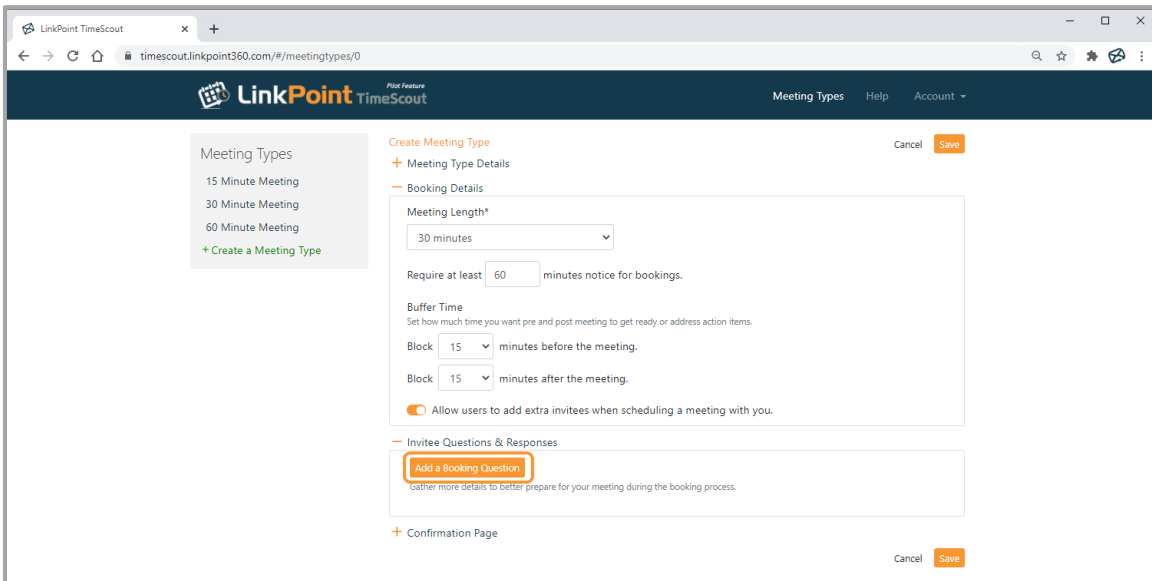 LinkPoint TimeScout
timescout.linkpoint360.com/#/meetingtypes/0
LinkPoint TimeScout Pilot Feature
Meeting Types Help Account
Meeting Types
15 Minute Meeting
30 Minute Meeting
60 Minute Meeting
+ Create a Meeting Type
Create Meeting Type
Cancel Save
+ Meeting Type Details
− Booking Details
Meeting Length*
30 minutes
Require at least 60 minutes notice for bookings.
Buffer Time
Set how much time you want pre and post meeting to get ready or address action items.
Block 15 minutes before the meeting.
Block 15 minutes after the meeting.
Allow users to add extra invitees when scheduling a meeting with you.
− Invitee Questions & Responses
Add a Booking Question
Gather more details to better prepare for your meeting during the booking process.
+ Confirmation Page
Cancel Save